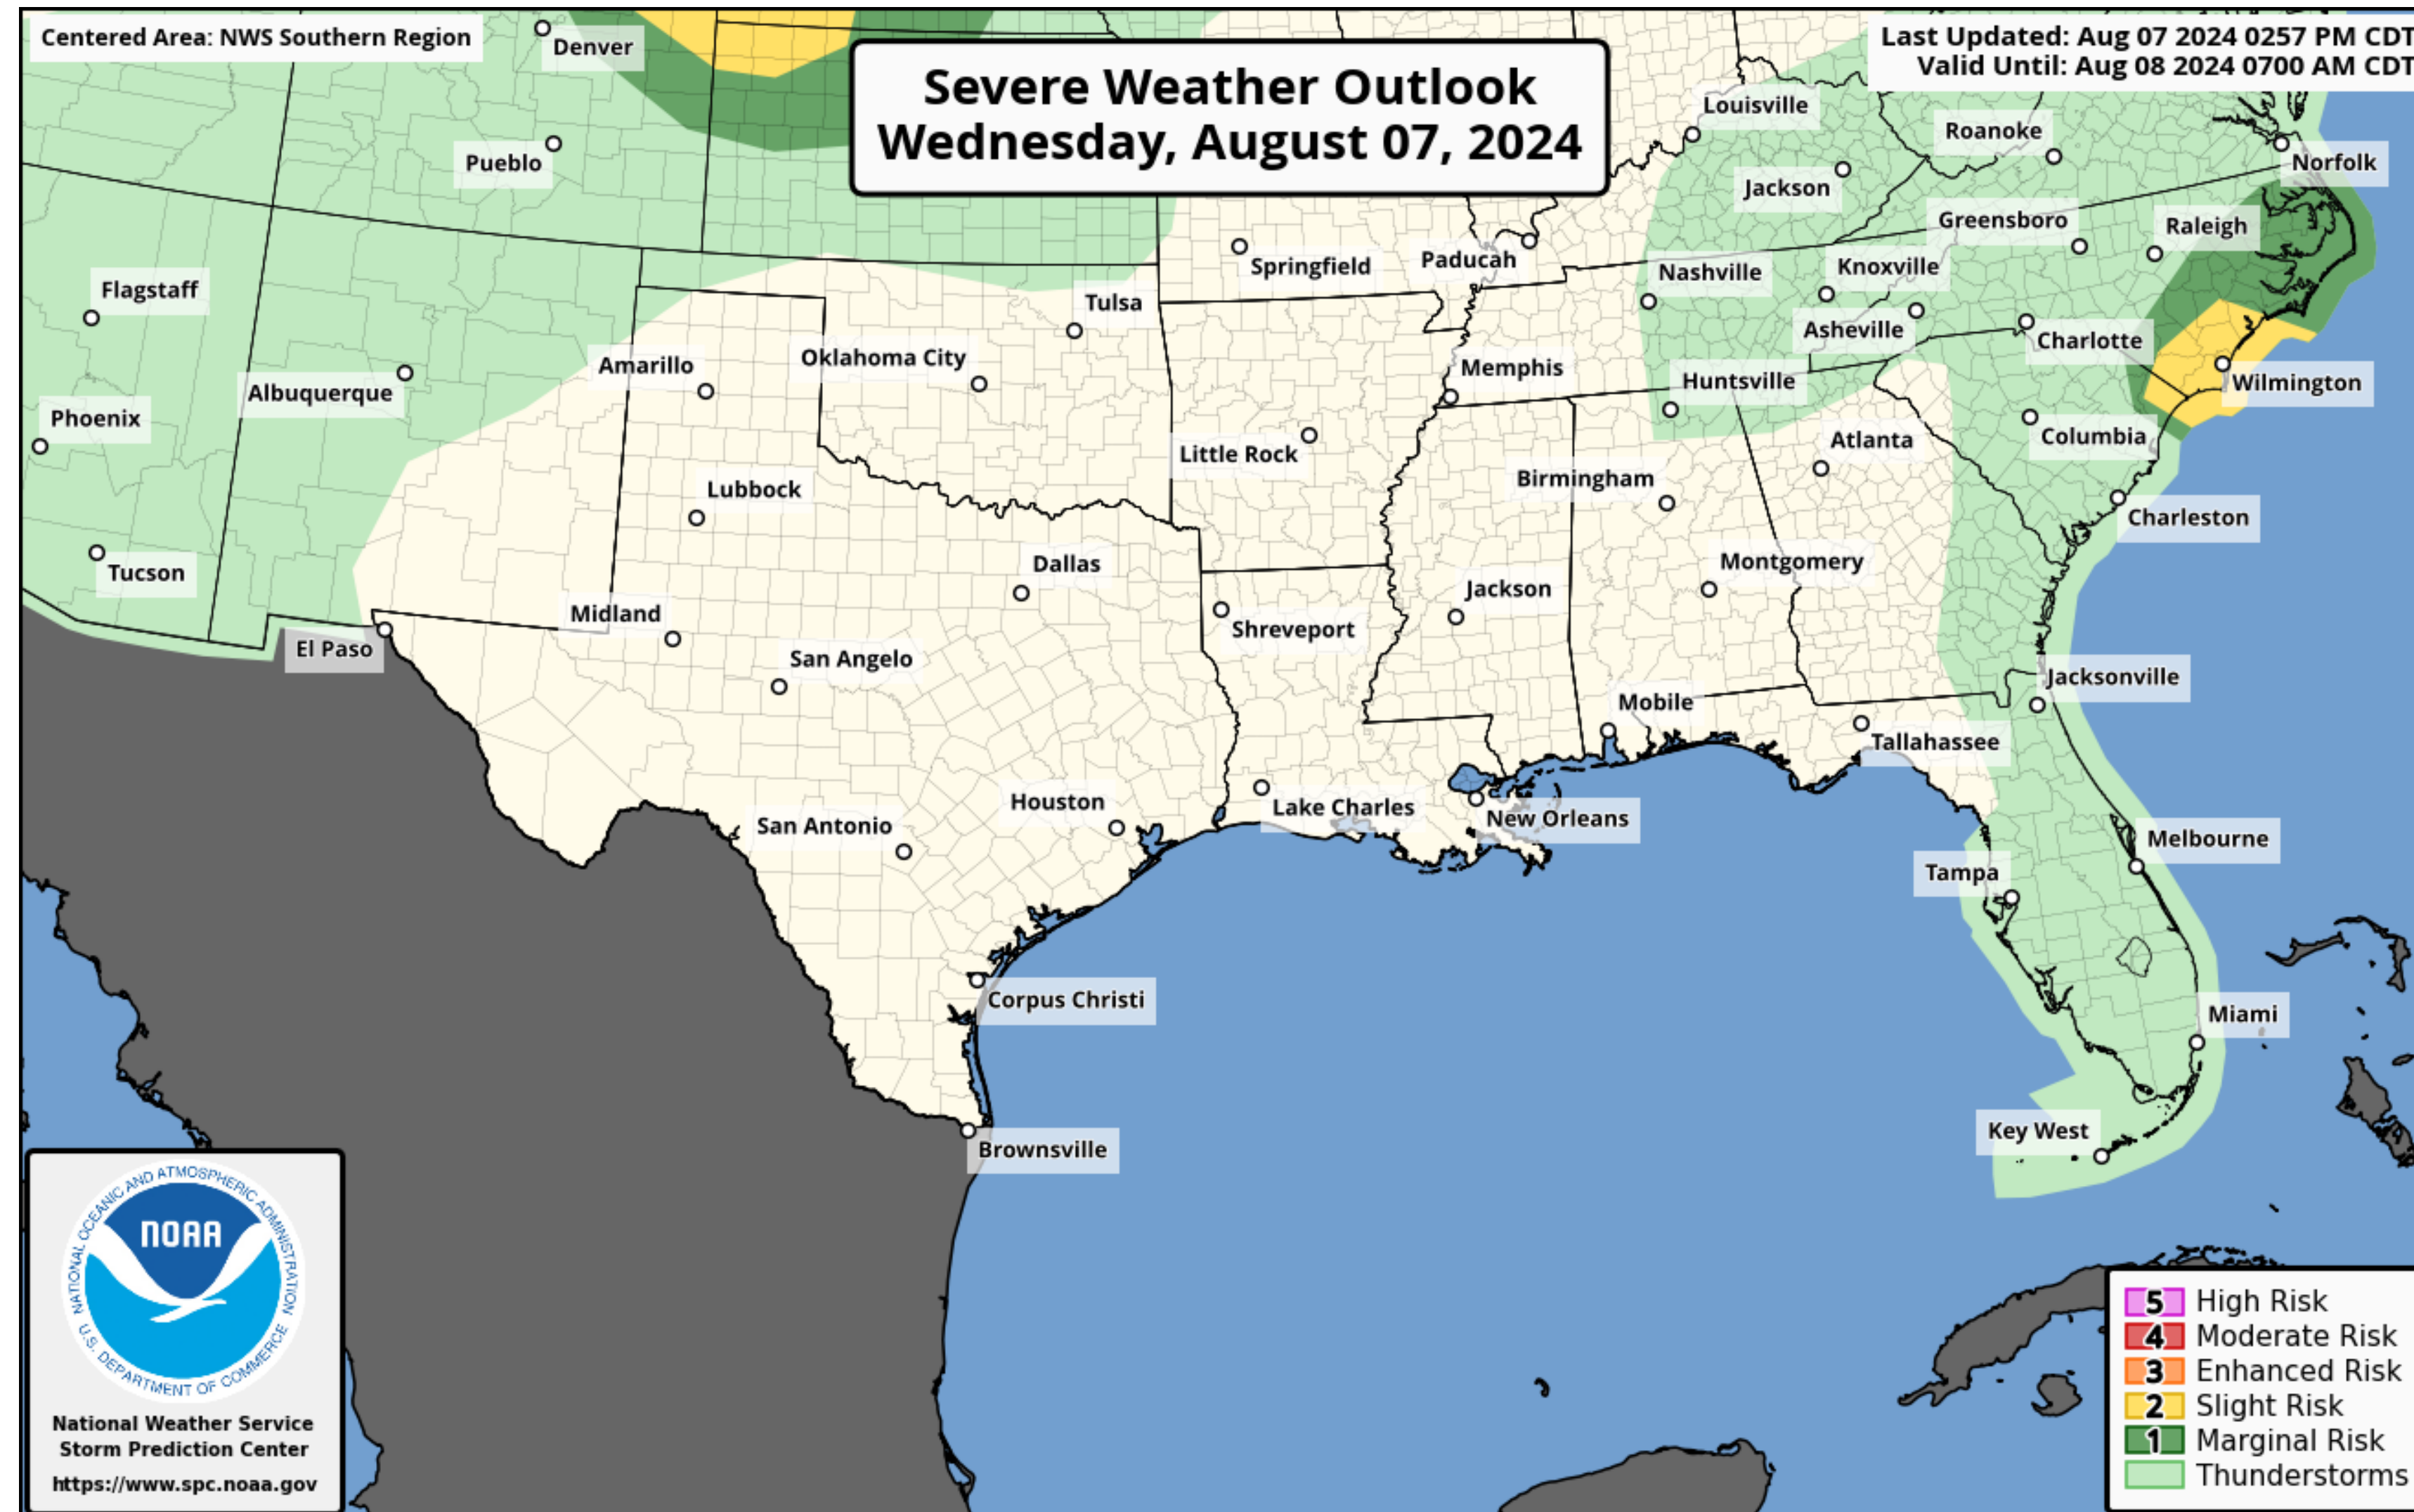 Centered Area: NWS Southern Region
Severe Weather Outlook
Wednesday, August 07, 2024
Last Updated: Aug 07 2024 0257 PM CDT
Valid Until: Aug 08 2024 0700 AM CDT
Denver
Louisville
Roanoke
Pueblo
Norfolk
Jackson
Greensboro
Raleigh
Springfield
Paducah
Nashville
Knoxville
Flagstaff
Tulsa
Asheville
Charlotte
Amarillo
Oklahoma City
Memphis
Huntsville
Wilmington
Albuquerque
Phoenix
Little Rock
Atlanta
Columbia
Birmingham
Lubbock
Charleston
Dallas
Montgomery
Tucson
Jackson
Midland
Shreveport
El Paso
San Angelo
Jacksonville
Mobile
Tallahassee
Houston
Lake Charles
New Orleans
San Antonio
Melbourne
Tampa
Corpus Christi
Miami
Key West
Brownsville
NATIONAL OCEANIC AND ATMOSPHERIC ADMINISTRATION
NOAA
U.S. DEPARTMENT OF COMMERCE
National Weather Service
Storm Prediction Center
https://www.spc.noaa.gov
5 High Risk
4 Moderate Risk
3 Enhanced Risk
2 Slight Risk
1 Marginal Risk
Thunderstorms